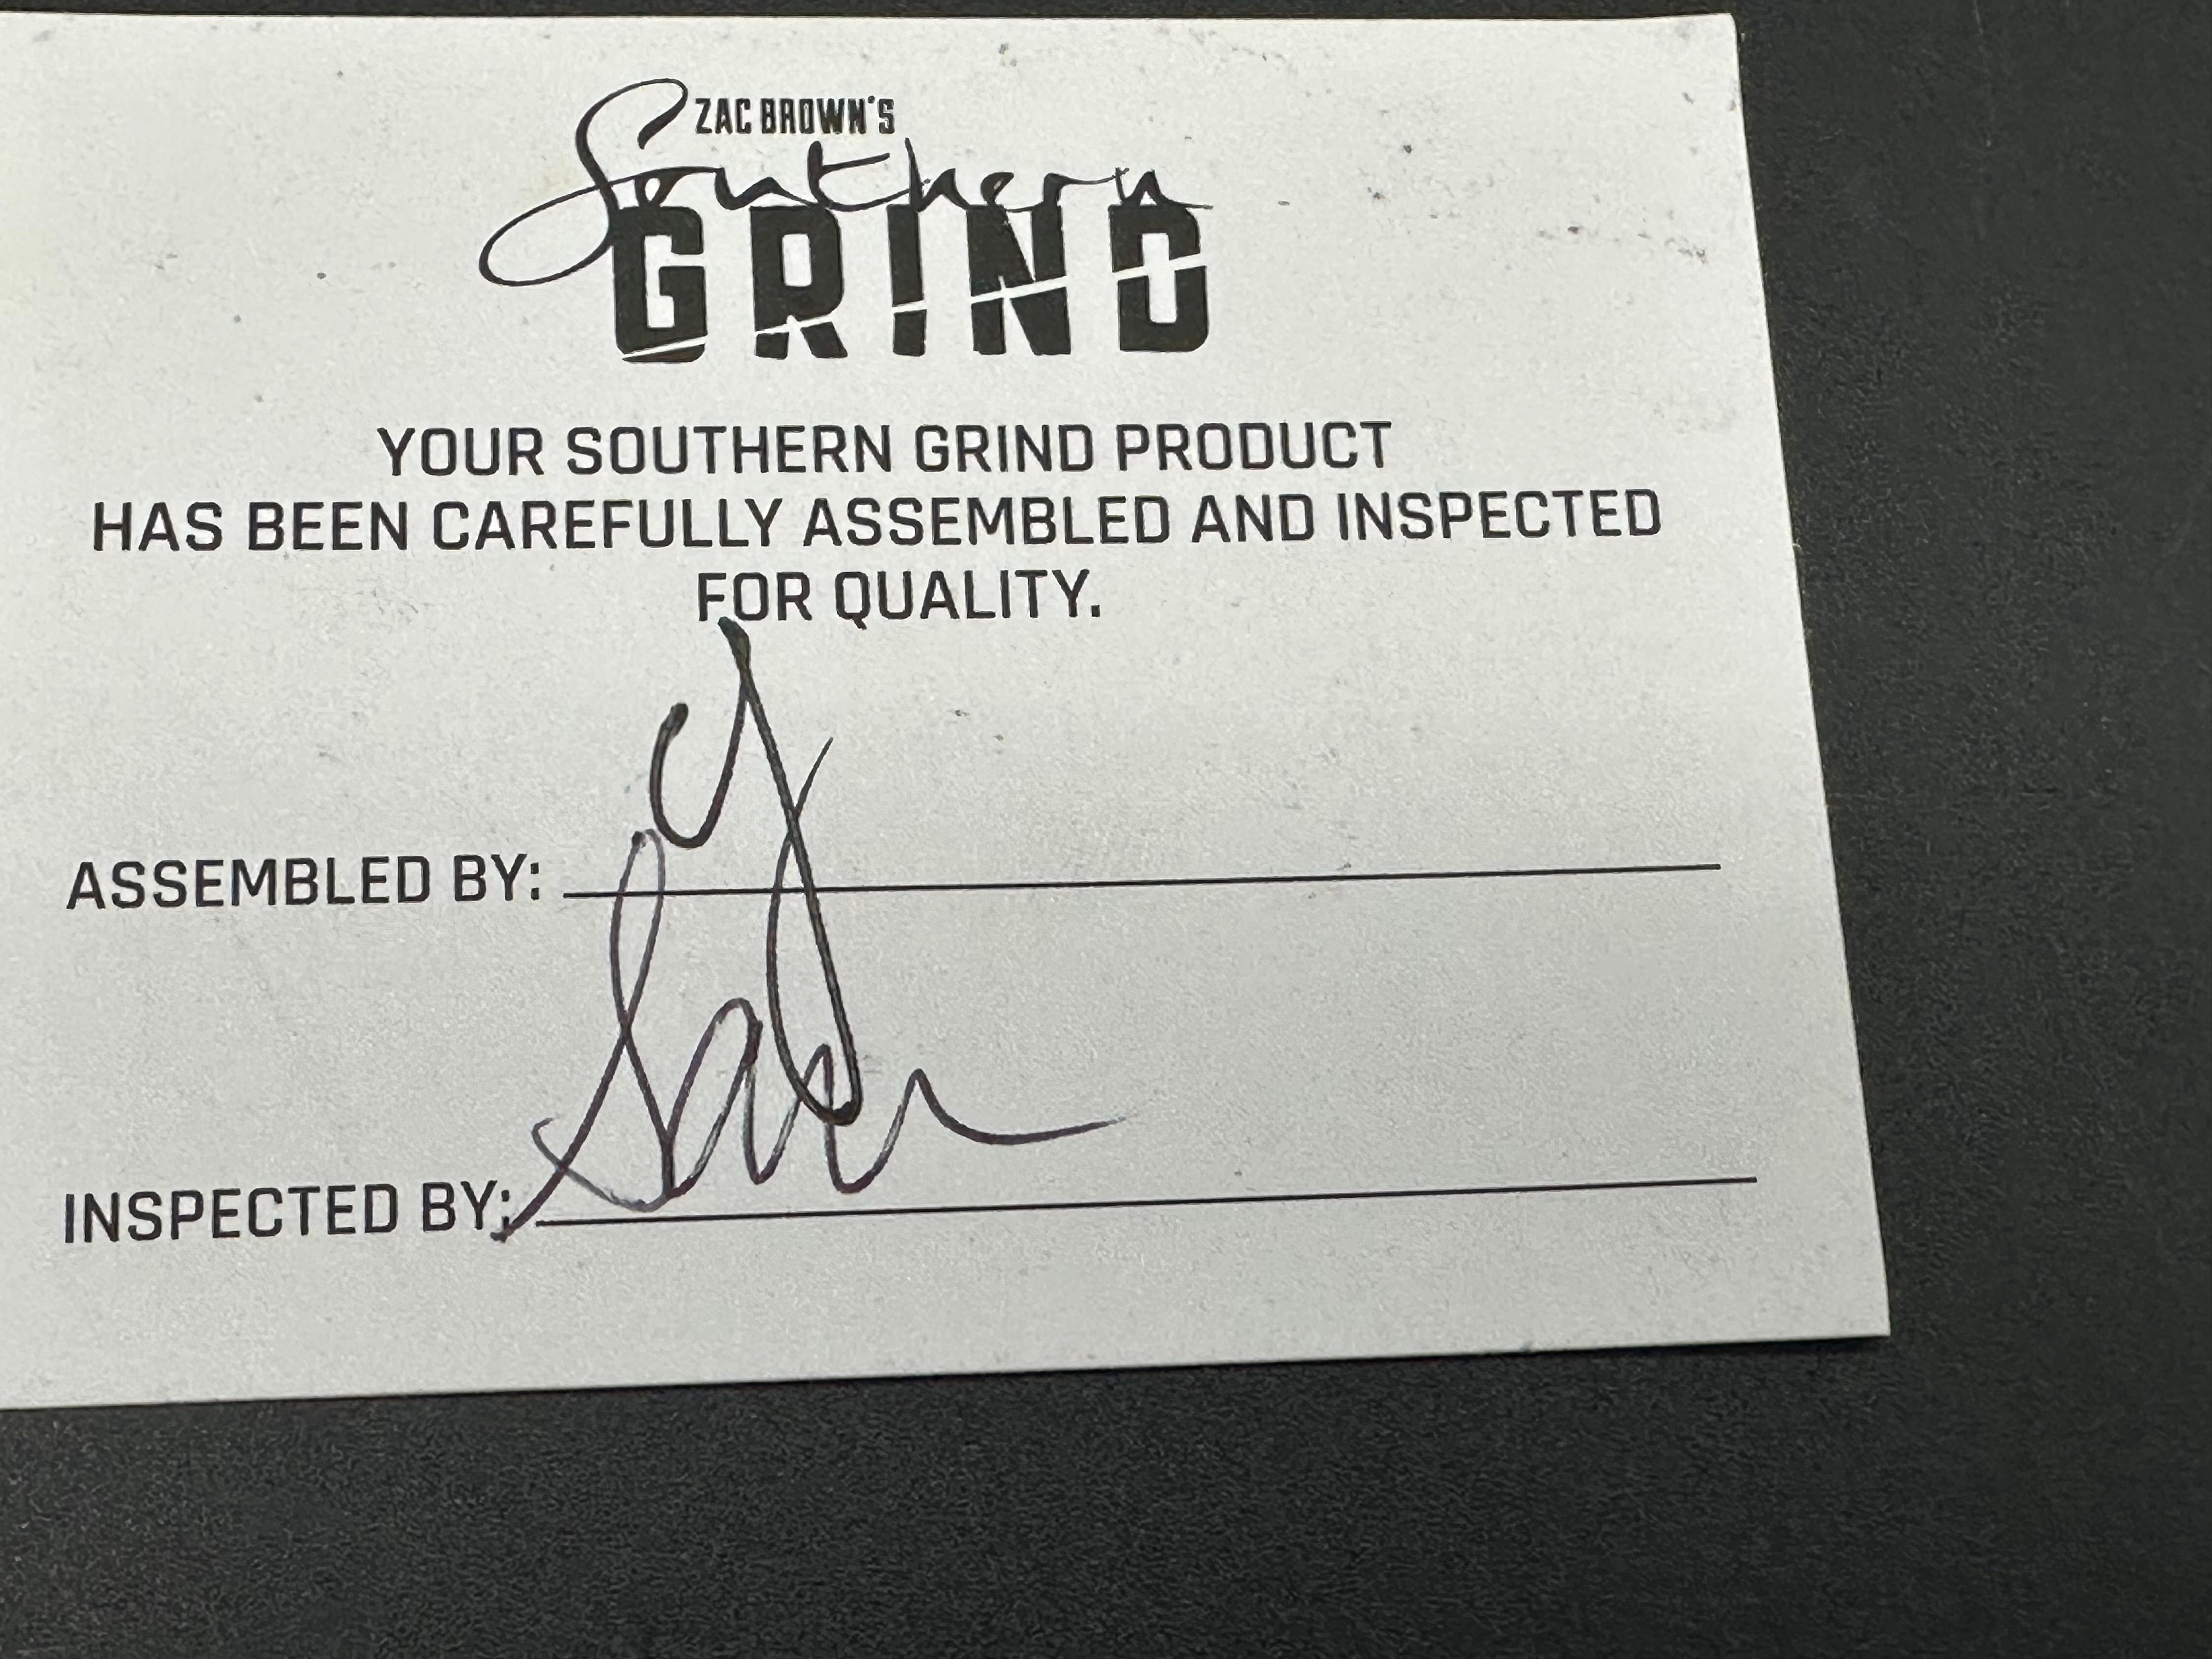 ZAC BROWN'S
Southern
GRIND
YOUR SOUTHERN GRIND PRODUCT
HAS BEEN CAREFULLY ASSEMBLED AND INSPECTED
FOR QUALITY.
ASSEMBLED BY:
INSPECTED BY: